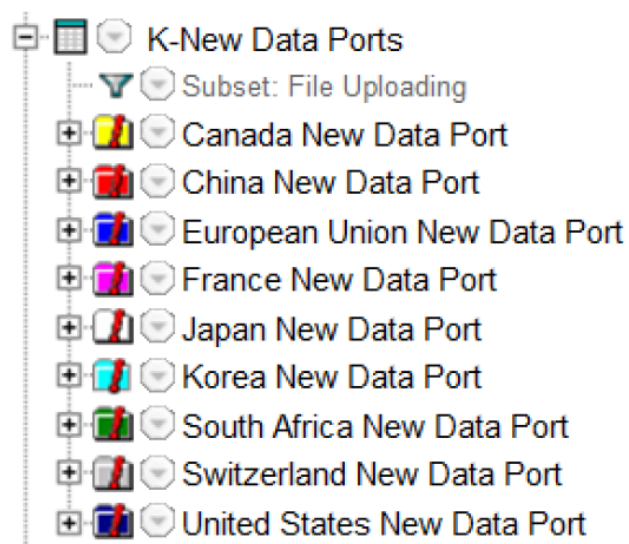 K-New Data Ports
Subset: File Uploading
Canada New Data Port
China New Data Port
European Union New Data Port
France New Data Port
Japan New Data Port
Korea New Data Port
South Africa New Data Port
Switzerland New Data Port
United States New Data Port